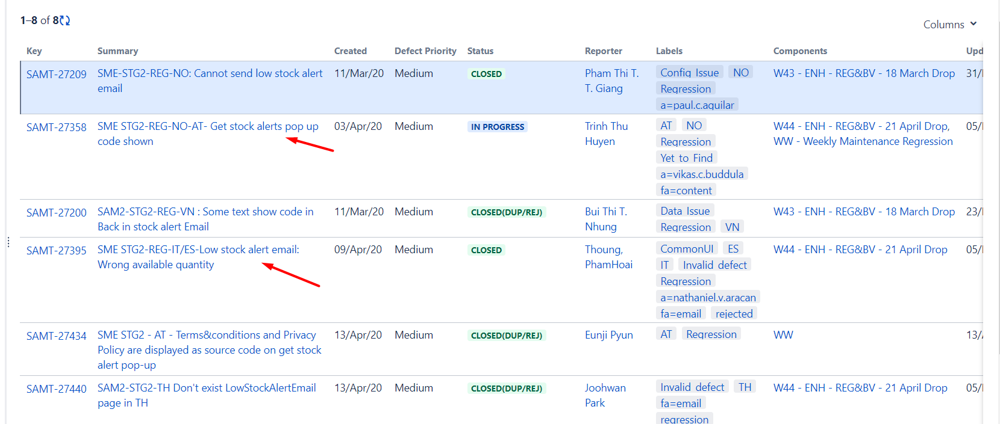 1–8 of 8
Columns
Key Summary Created Defect Priority Status Reporter Labels Components Upd
SAMT-27209 SME-STG2-REG-NO: Cannot send low stock alert 11/Mar/20 Medium CLOSED Pham Thi T. Config Issue NO W43 - ENH - REG&BV - 18 March Drop 31/
email T. Giang Regression
a=paul.c.aguilar
SAMT-27358 SME STG2-REG-NO-AT- Get stock alerts pop up 03/Apr/20 Medium IN PROGRESS Trinh Thu AT NO W44 - ENH - REG&BV - 21 April Drop, 05/
code shown Huyen Regression WW - Weekly Maintenance Regression
Yet to Find
a=vikas.c.buddula
fa=content
SAMT-27200 SAM2-STG2-REG-VN : Some text show code in 11/Mar/20 Medium CLOSED(DUP/REJ) Bui Thi T. Data Issue W43 - ENH - REG&BV - 18 March Drop 23/
Back in stock alert Email Nhung Regression VN
SAMT-27395 SME STG2-REG-IT/ES-Low stock alert email: 09/Apr/20 Medium CLOSED Thoung, CommonUI ES W44 - ENH - REG&BV - 21 April Drop 05/
Wrong available quantity PhamHoai IT Invalid defect
Regression
a=nathaniel.v.aracan
fa=email rejected
SAMT-27434 SME STG2 - AT - Terms&conditions and Privacy 13/Apr/20 Medium CLOSED(DUP/REJ) Eunji Pyun AT Regression WW 13/
Policy are displayed as source code on get stock
alert pop-up
SAMT-27440 SAM2-STG2-TH Don't exist LowStockAlertEmail 13/Apr/20 Medium CLOSED(DUP/REJ) Joohwan Invalid defect TH W44 - ENH - REG&BV - 21 April Drop 05/
page in TH Park fa=email
regression